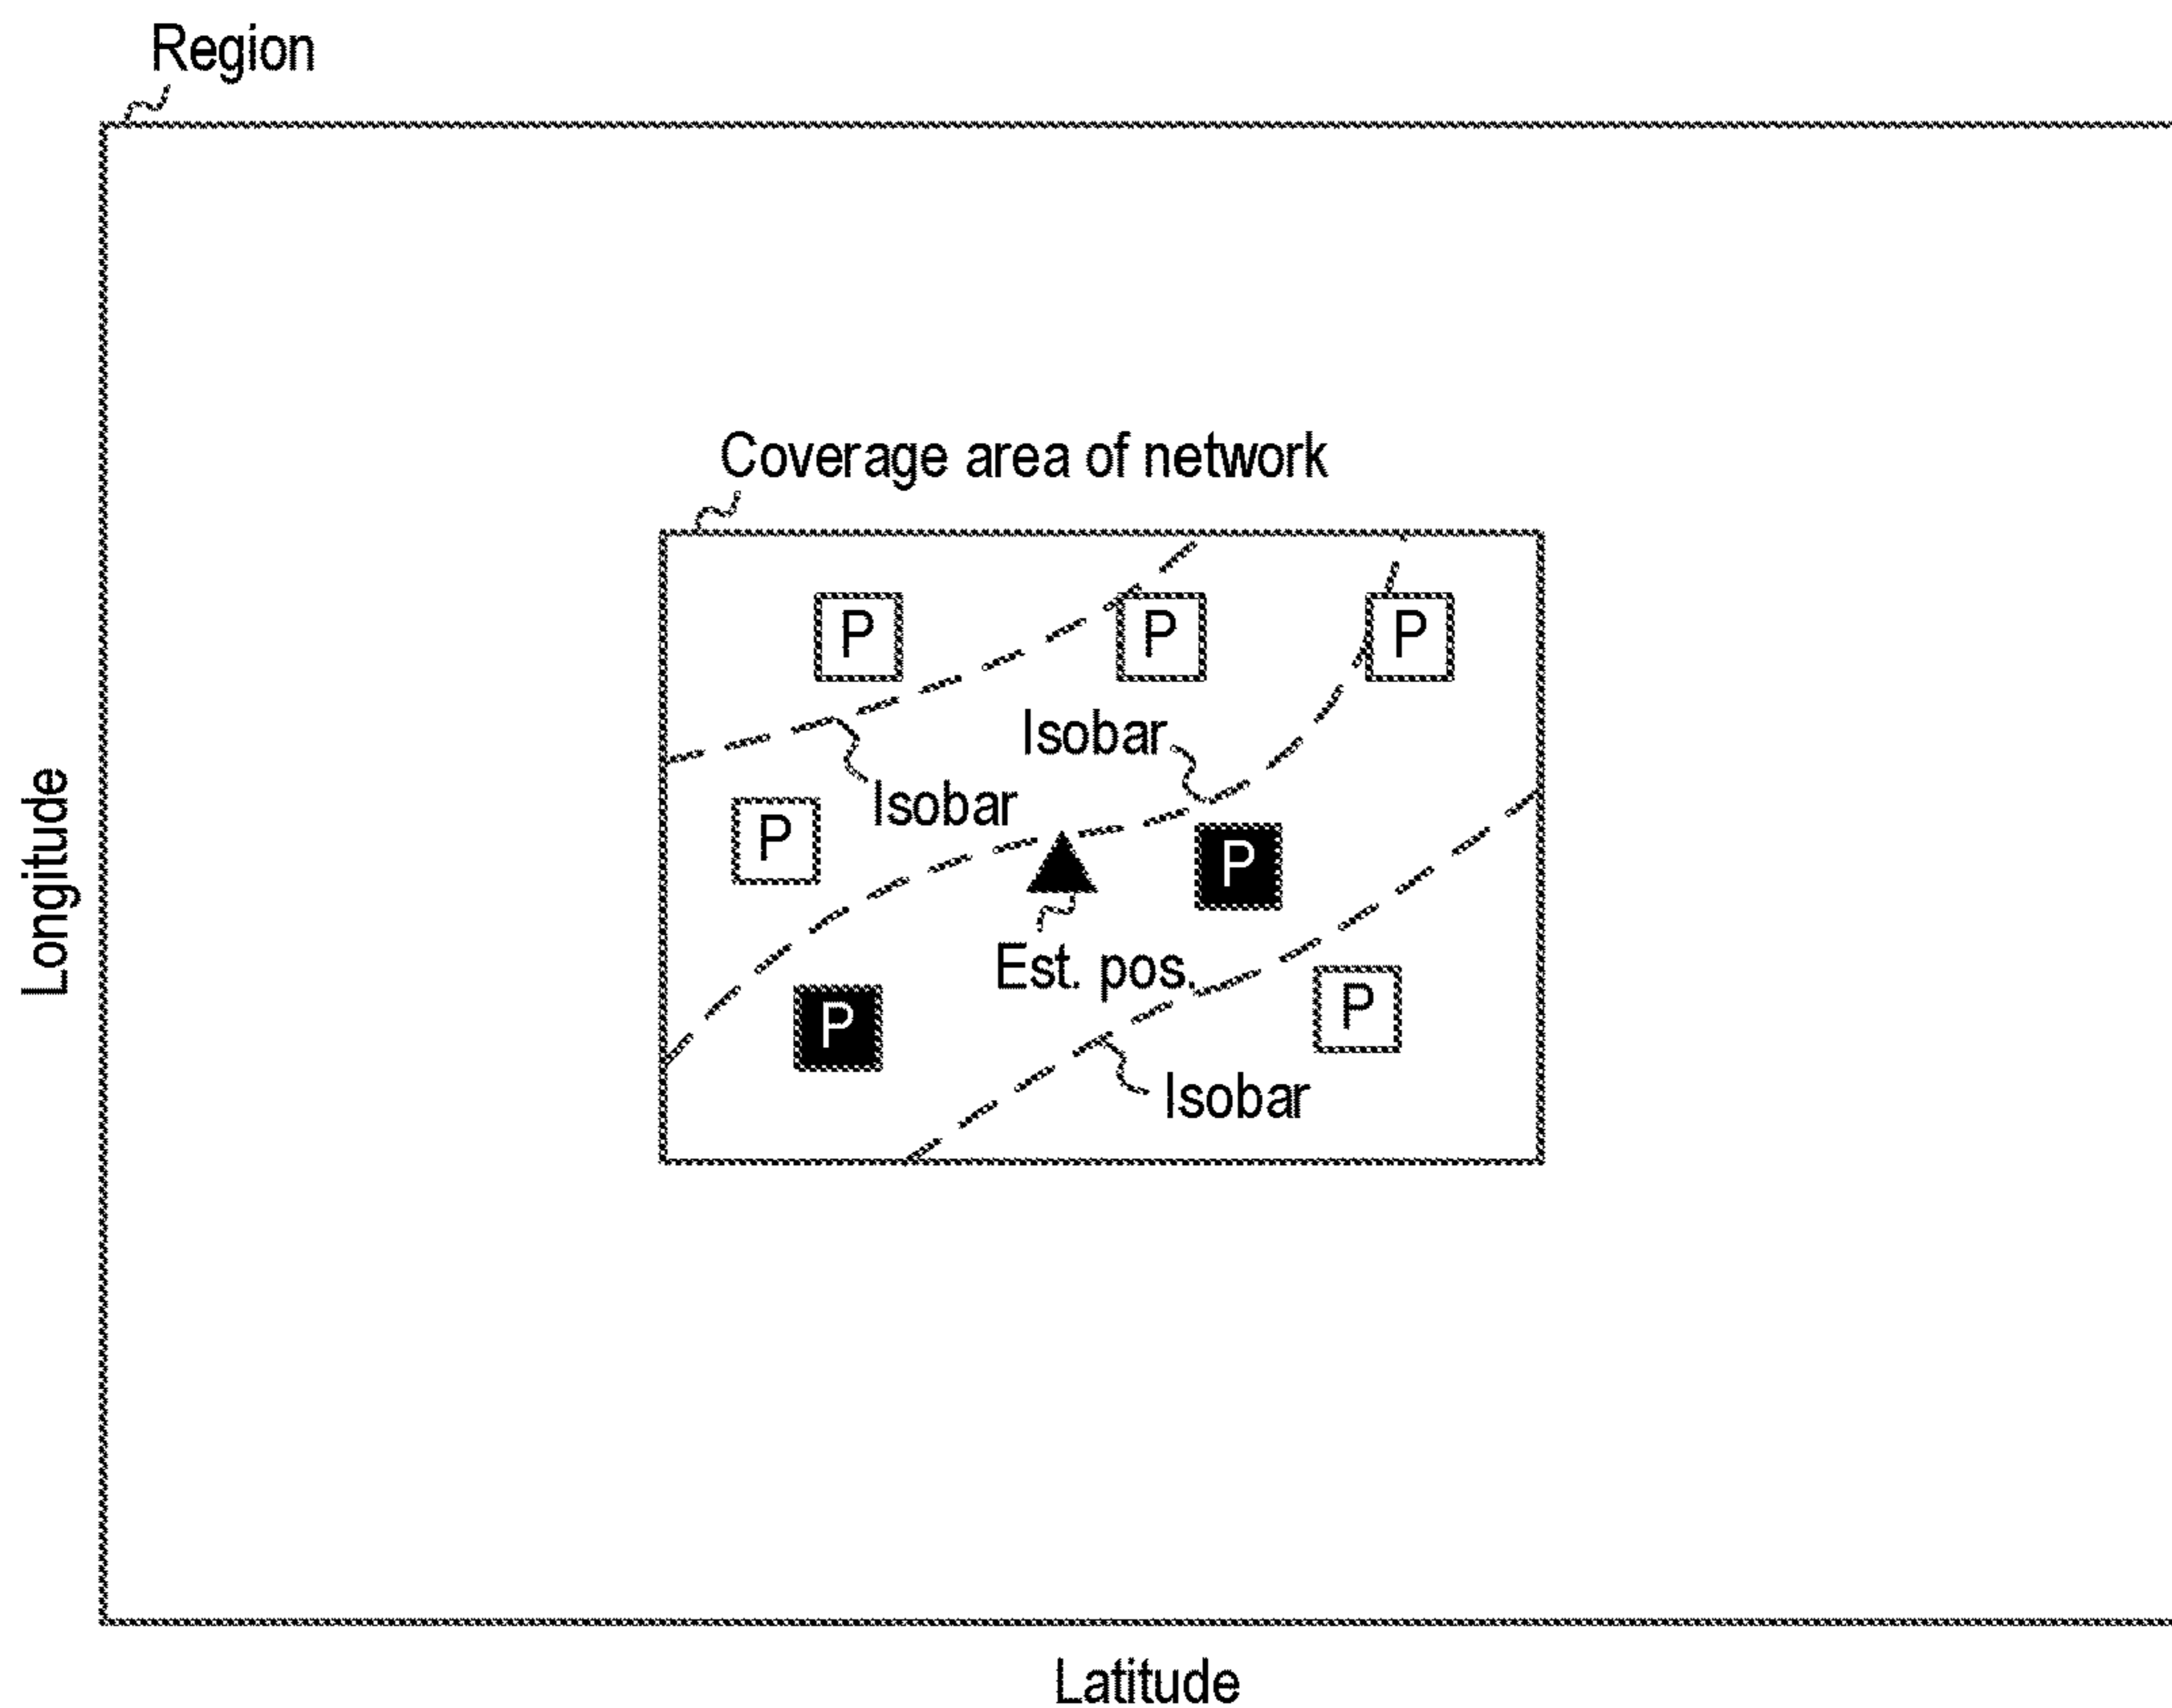 Region
Coverage area of network
P
P
P
Isobar
Isobar
P
P
Est. pos.
P
P
Isobar
Longitude
Latitude